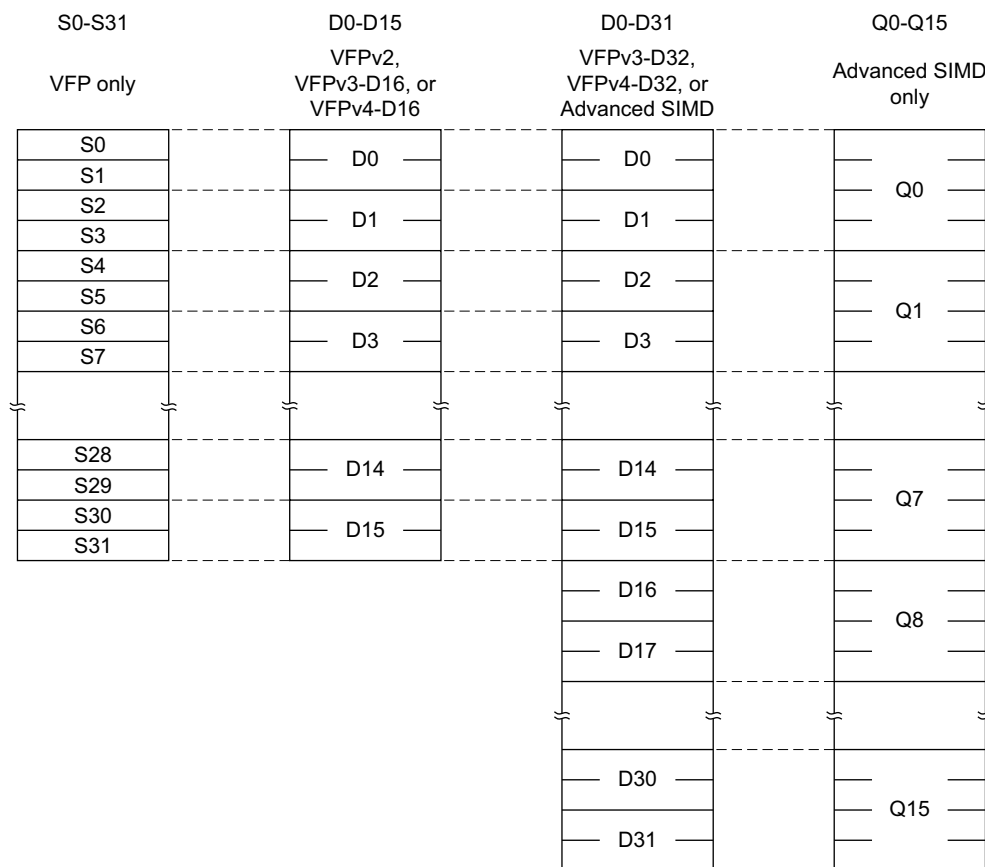 S0-S31
D0-D15
D0-D31
Q0-Q15
VFP only
VFPv2,
VFPv3-D16, or
VFPv4-D16
VFPv3-D32,
VFPv4-D32, or
Advanced SIMD
Advanced SIMD
only
S0
S1
S2
S3
S4
S5
S6
S7
S28
S29
S30
S31
D0
D1
D2
D3
D14
D15
D0
D1
D2
D3
D14
D15
D16
D17
D30
D31
Q0
Q1
Q7
Q8
Q15